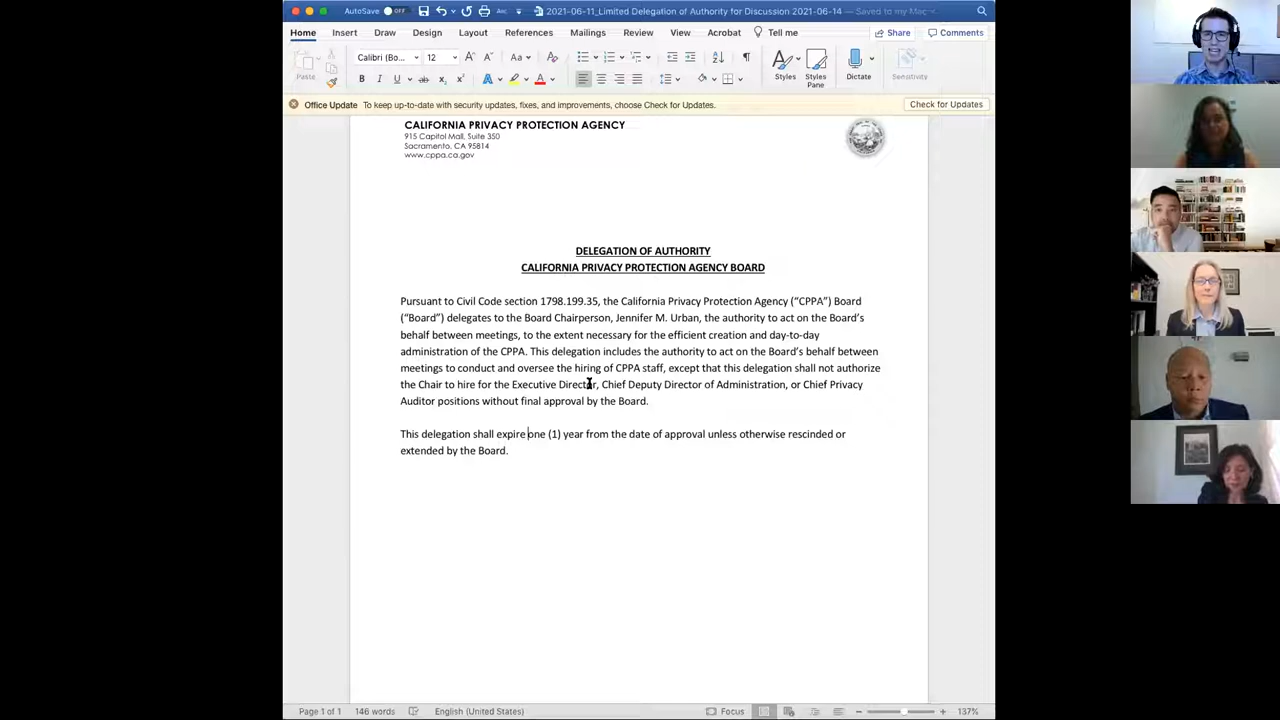 AutoSave OFF 2021-06-11_Limited Delegation of Authority for Discussion 2021-06-14 — Saved to my Mac
Home Insert Draw Design Layout References Mailings Review View Acrobat Tell me Share Comments
Calibri (Bo... 12 Aa
Paste Styles Styles Pane Dictate Sensitivity
Office Update To keep up-to-date with security updates, fixes, and improvements, choose Check for Updates. Check for Updates
CALIFORNIA PRIVACY PROTECTION AGENCY
915 Capitol Mall, Suite 350
Sacramento, CA 95814
www.cppa.ca.gov
DELEGATION OF AUTHORITY
CALIFORNIA PRIVACY PROTECTION AGENCY BOARD
Pursuant to Civil Code section 1798.199.35, the California Privacy Protection Agency (“CPPA”) Board
(“Board”) delegates to the Board Chairperson, Jennifer M. Urban, the authority to act on the Board’s
behalf between meetings, to the extent necessary for the efficient creation and day-to-day
administration of the CPPA. This delegation includes the authority to act on the Board’s behalf between
meetings to conduct and oversee the hiring of CPPA staff, except that this delegation shall not authorize
the Chair to hire for the Executive Director, Chief Deputy Director of Administration, or Chief Privacy
Auditor positions without final approval by the Board.
This delegation shall expire one (1) year from the date of approval unless otherwise rescinded or
extended by the Board.
Page 1 of 1 146 words English (United States) Focus 137%